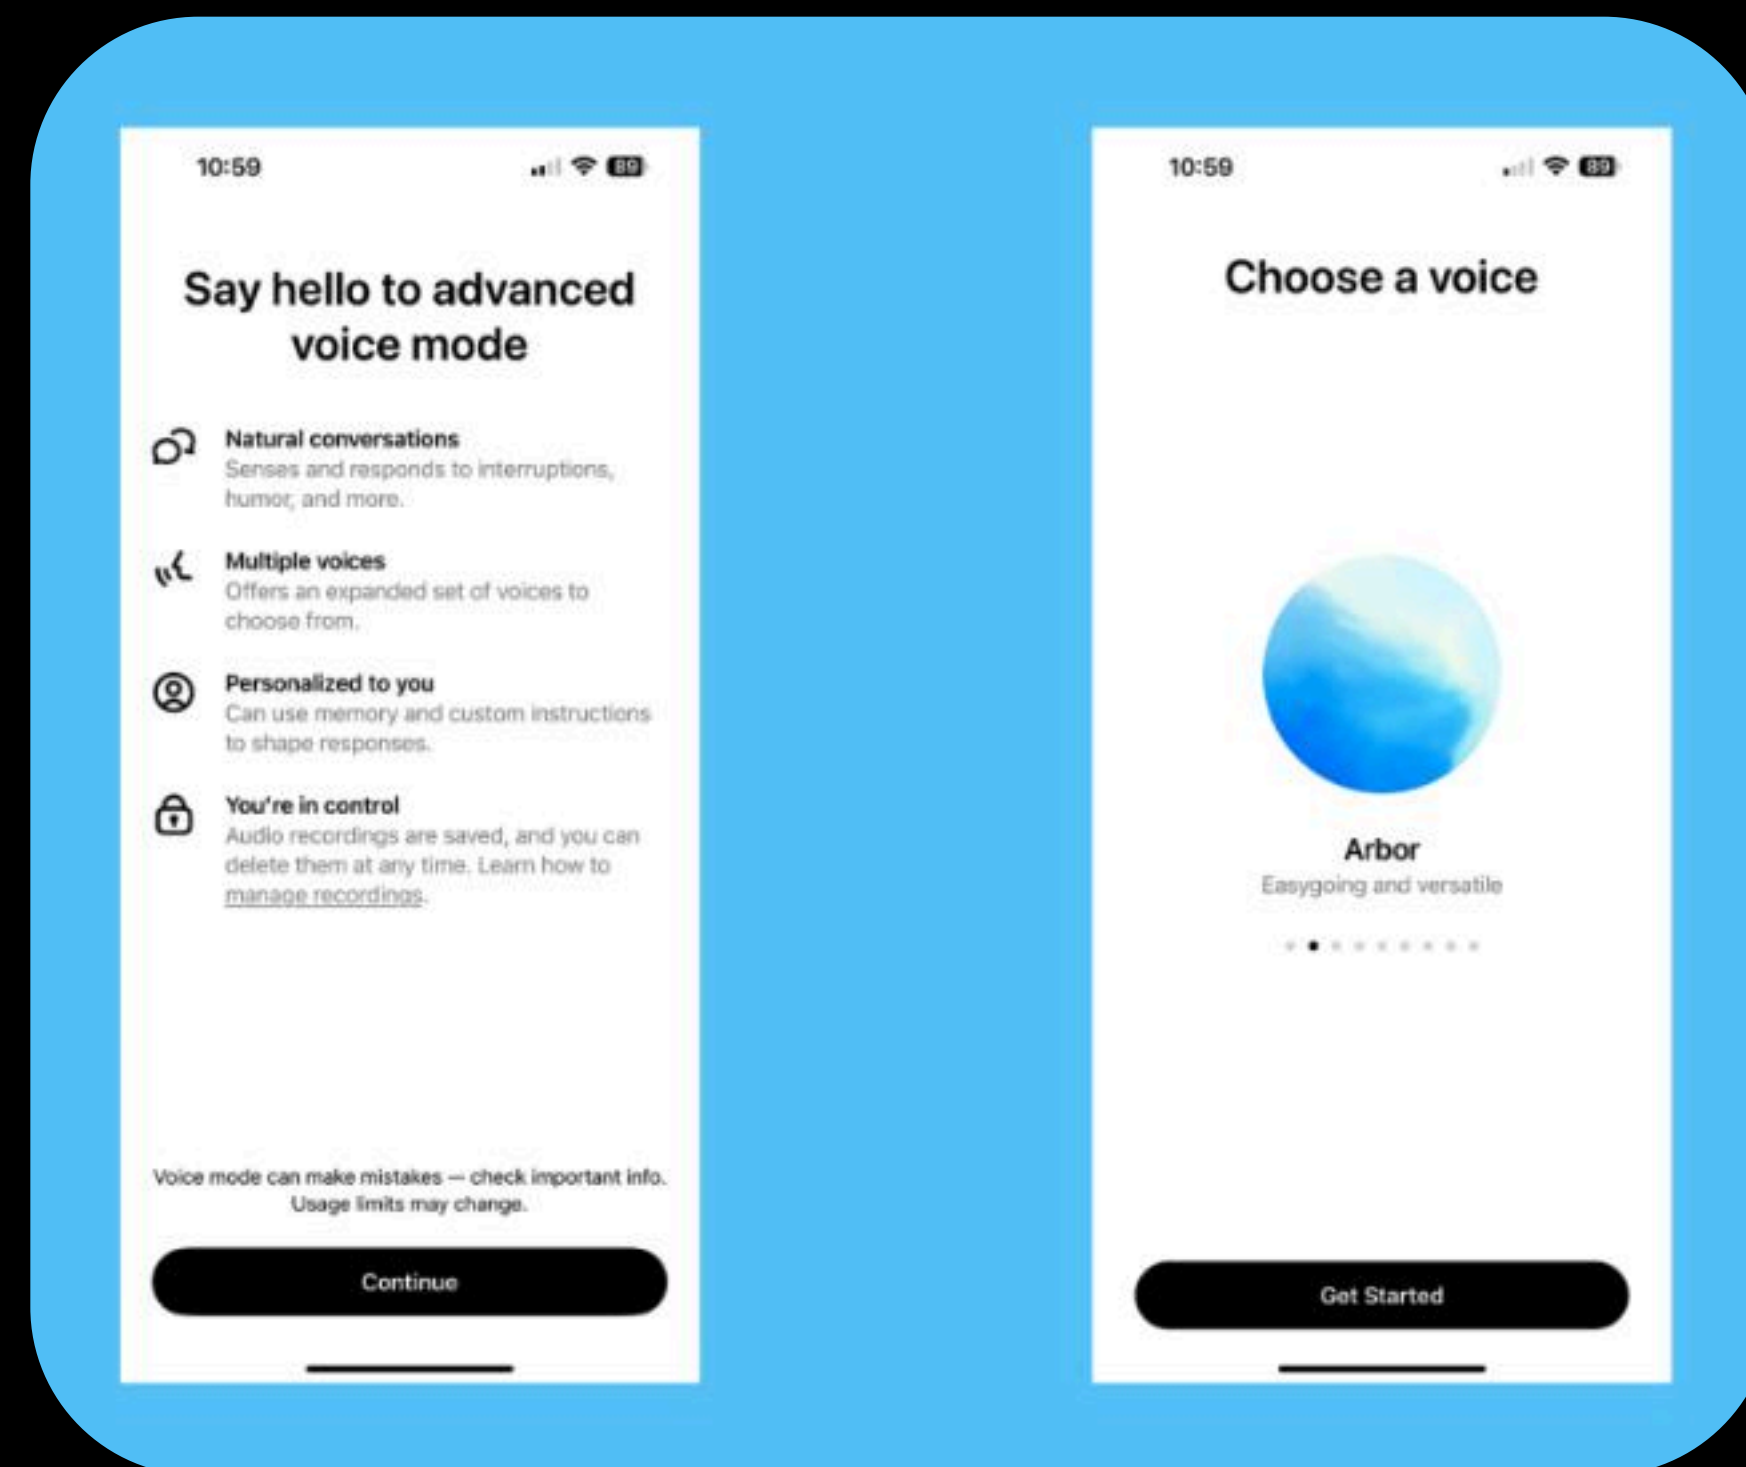 10:59
89
Say hello to advanced
voice mode
Natural conversations
Senses and responds to interruptions,
humor, and more.
Multiple voices
Offers an expanded set of voices to
choose from.
Personalized to you
Can use memory and custom instructions
to shape responses.
You're in control
Audio recordings are saved, and you can
delete them at any time. Learn how to
manage recordings.
Voice mode can make mistakes — check important info.
Usage limits may change.
Continue
10:59
89
Choose a voice
Arbor
Easygoing and versatile
Get Started